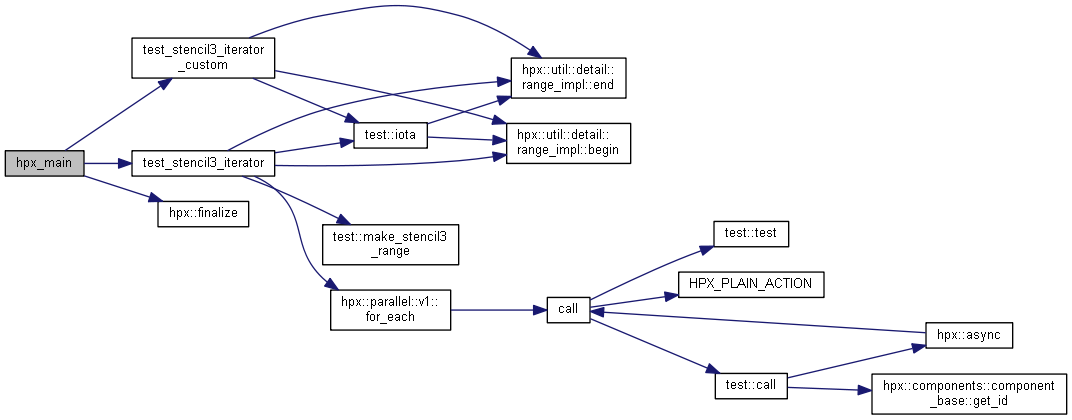 hpx_main
test_stencil3_iterator
_custom
test_stencil3_iterator
hpx::finalize
test::iota
hpx::util::detail::
range_impl::end
hpx::util::detail::
range_impl::begin
test::make_stencil3
_range
hpx::parallel::v1::
for_each
call
test::test
HPX_PLAIN_ACTION
test::call
hpx::async
hpx::components::component
_base::get_id